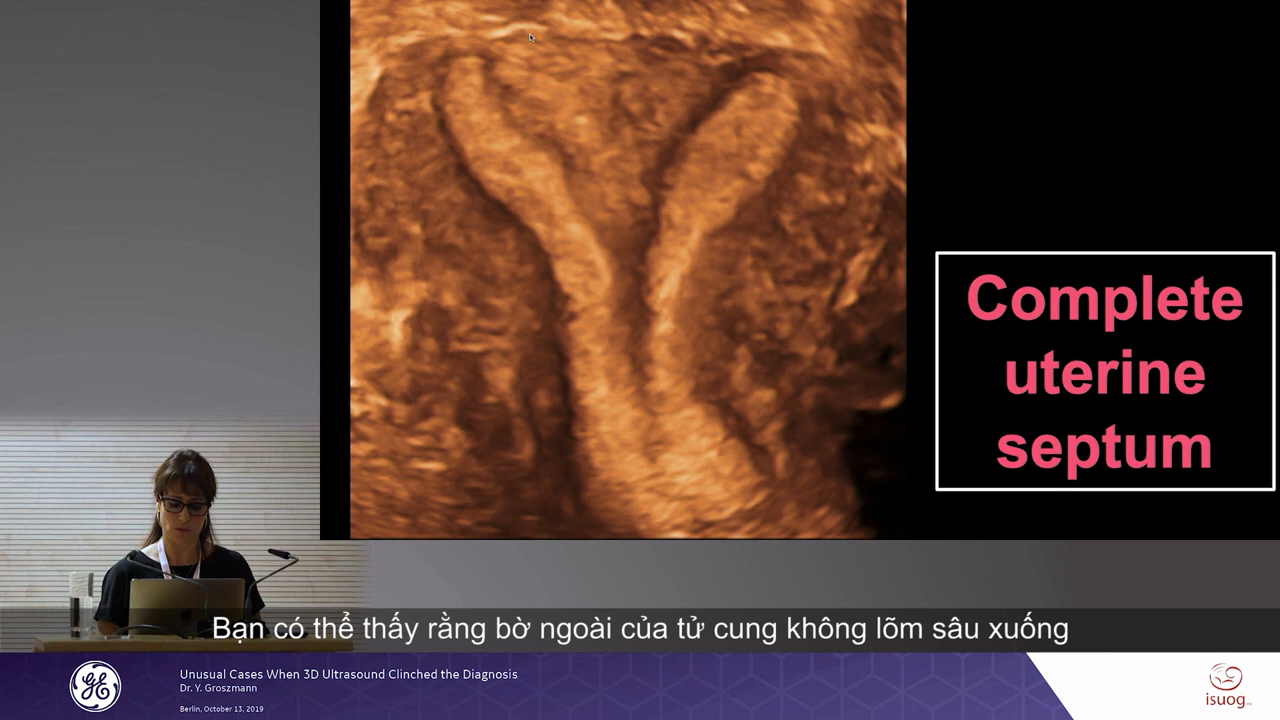 Complete
uterine
septum
Bạn có thể thấy rằng bờ ngoài của tử cung không lõm sâu xuống
Unusual Cases When 3D Ultrasound Clinched the Diagnosis
Dr. Y. Groszmann
Berlin, October 13, 2019
isuog